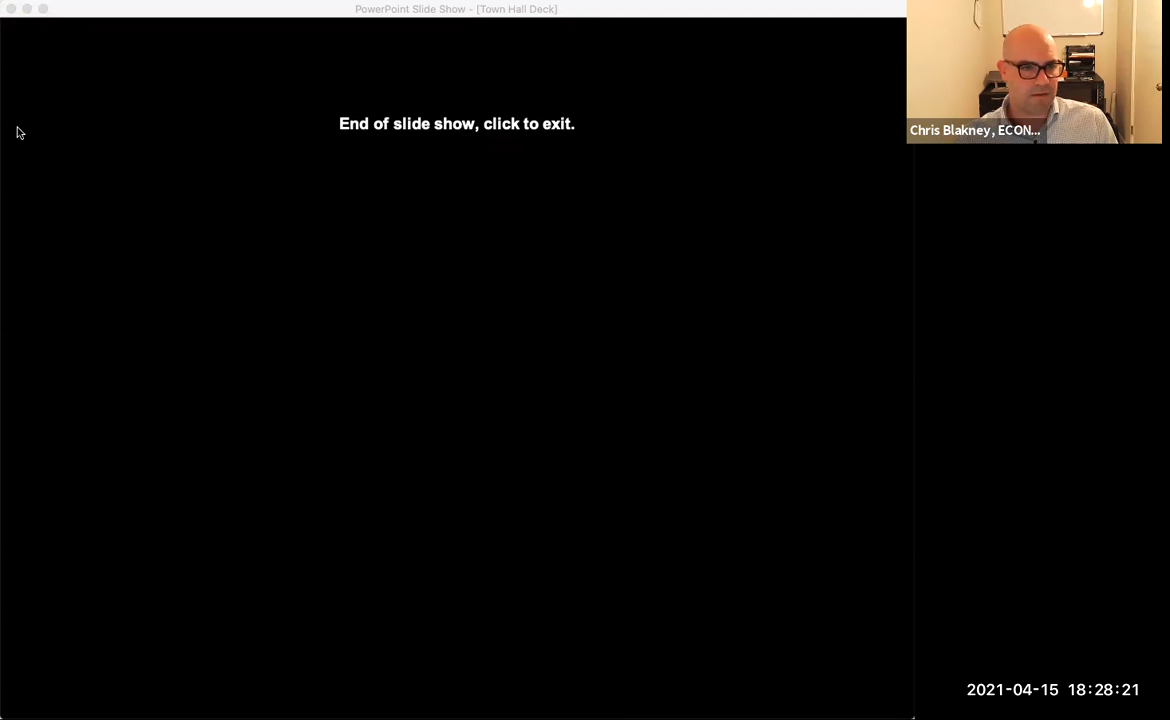 PowerPoint Slide Show - [Town Hall Deck]
End of slide show, click to exit.
Chris Blakney, ECON...
2021-04-15 18:28:21